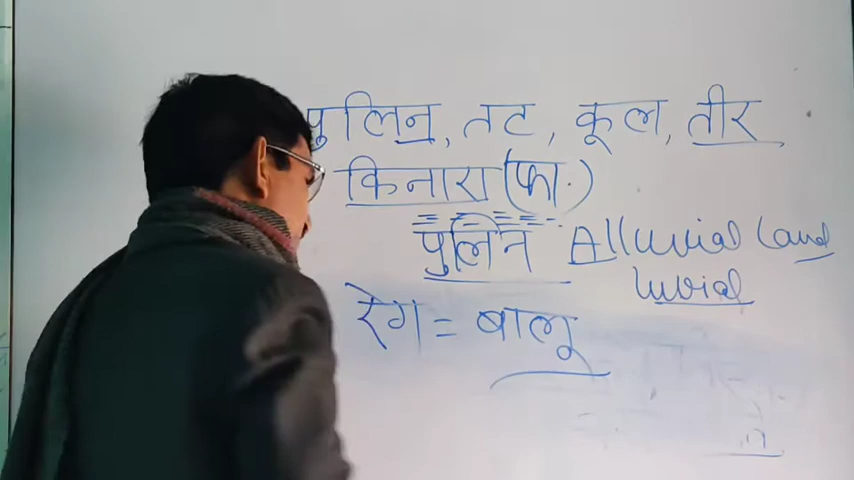 पुलिन, तट, कूल, तीर
किनारा (फा.)
पुलिन Alluvial Land
luvial
रेग = बालू